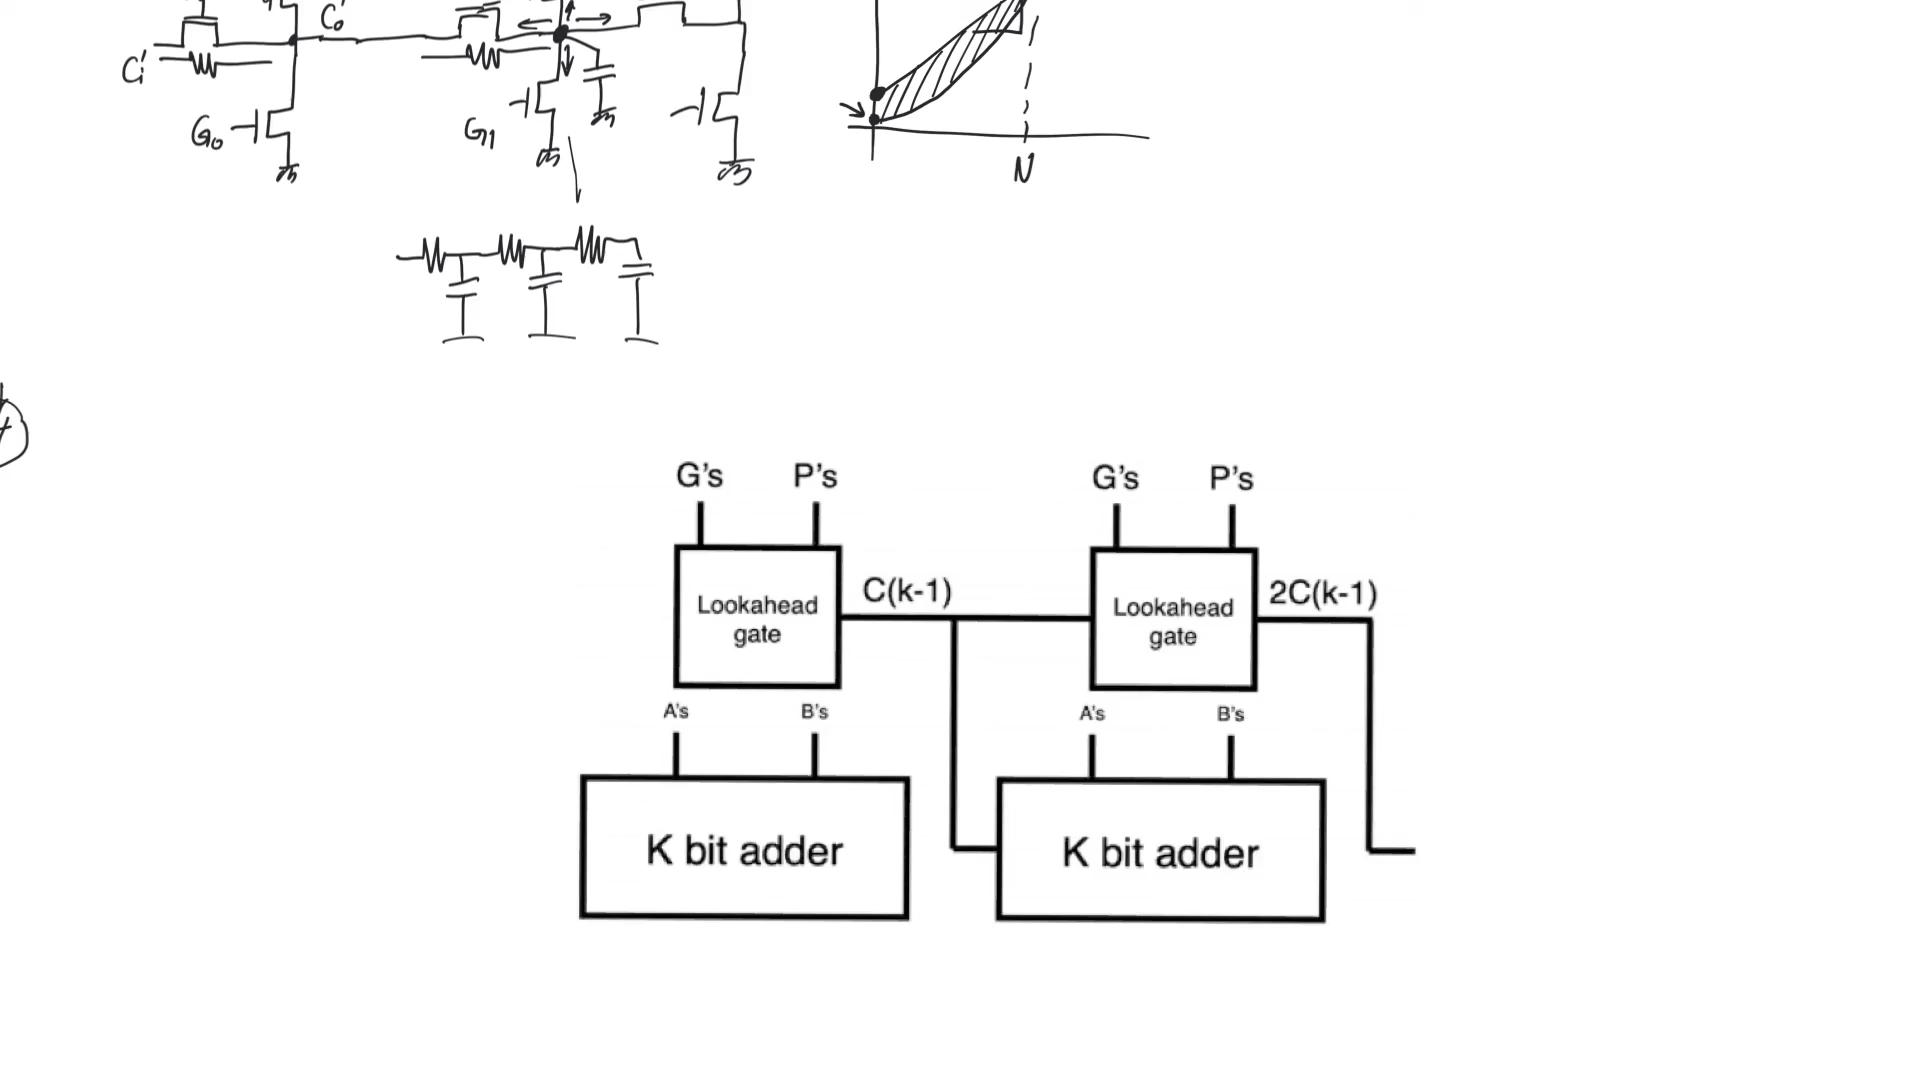 C₀'
Cᵢ'
G₀
G₁
N
G's P's
G's P's
Lookahead
gate
C(k-1)
Lookahead
gate
2C(k-1)
A's B's
A's B's
K bit adder
K bit adder